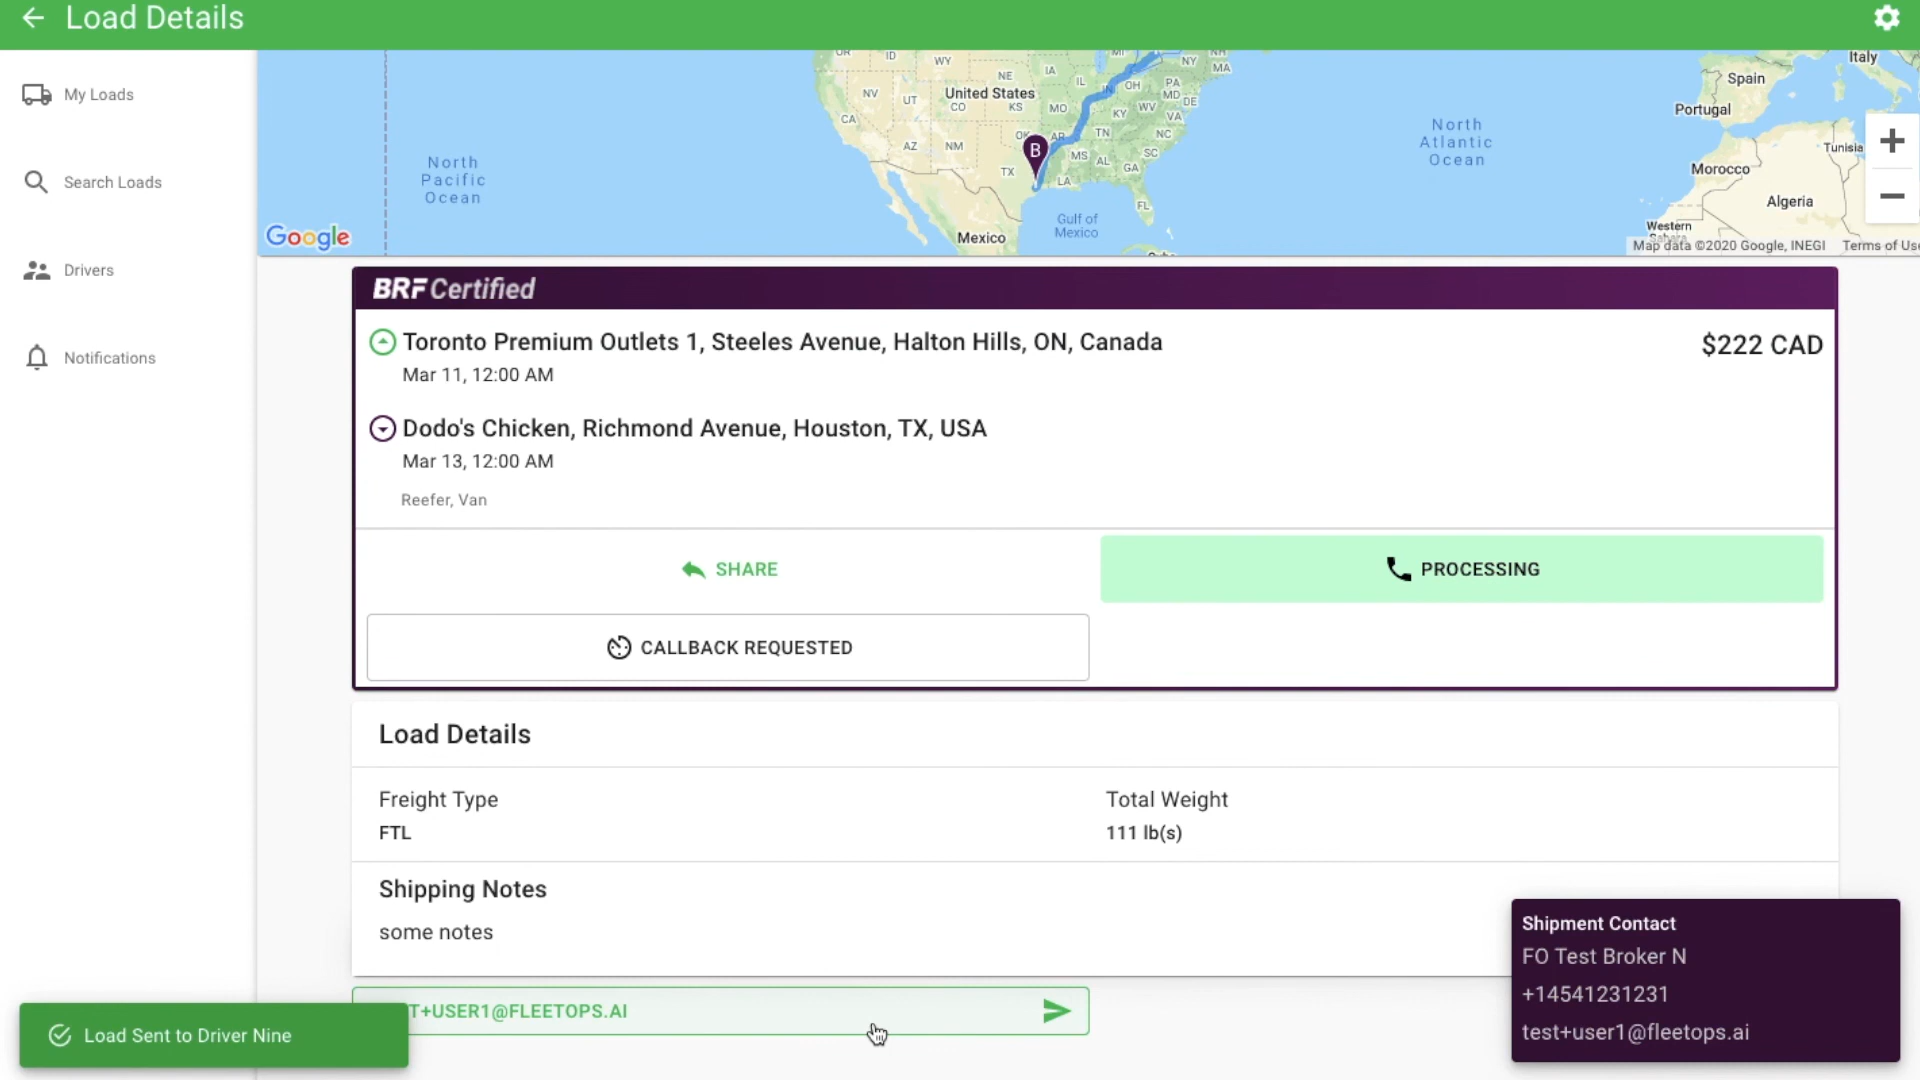 Load Details
My Loads
Search Loads
Drivers
Notifications
OR ID WY NE IA MI NY NH MA
NV UT United States CO KS MO IL IN OH PA MD DE
CA KY WV VA
AZ NM OK AR TN NC
B
TX LA MS AL GA SC
FL
North
Pacific
Ocean
North
Atlantic
Ocean
Gulf of
Mexico
Mexico
Italy
Spain
Portugal
Tunisia
Morocco
Algeria
Western
Google
Map data ©2020 Google, INEGI Terms of Use
BRF Certified
Toronto Premium Outlets 1, Steeles Avenue, Halton Hills, ON, Canada
$222 CAD
Mar 11, 12:00 AM
Dodo's Chicken, Richmond Avenue, Houston, TX, USA
Mar 13, 12:00 AM
Reefer, Van
SHARE
PROCESSING
CALLBACK REQUESTED
Load Details
Freight Type
FTL
Total Weight
111 lb(s)
Shipping Notes
some notes
T+USER1@FLEETOPS.AI
Load Sent to Driver Nine
Shipment Contact
FO Test Broker N
+14541231231
test+user1@fleetops.ai